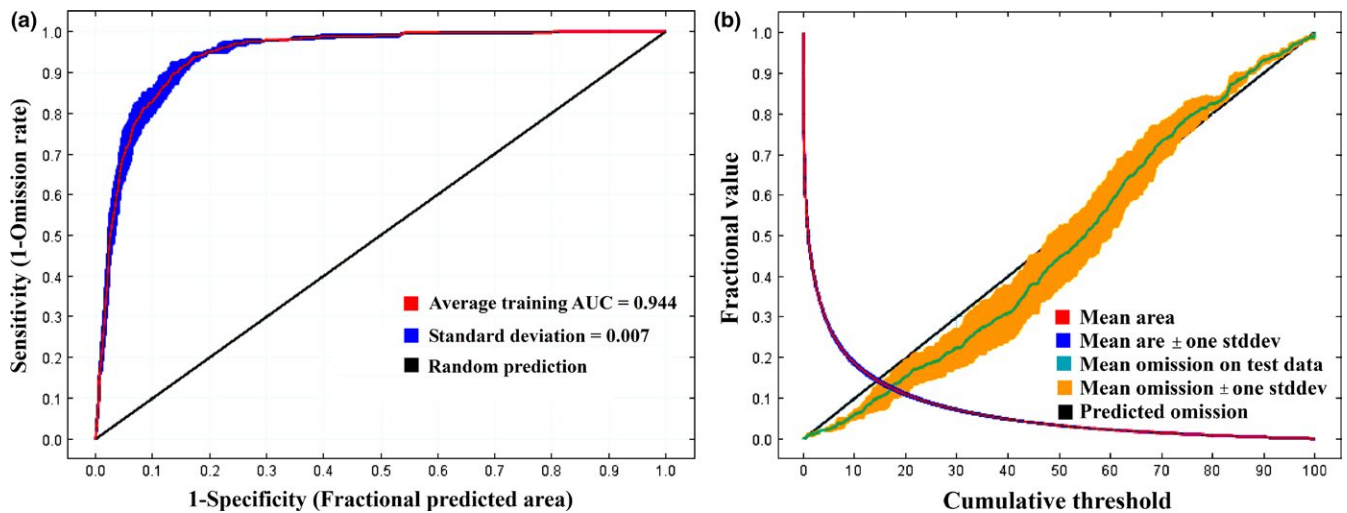 (a)
Sensitivity (1-Omission rate)
1.0
0.9
0.8
0.7
0.6
0.5
0.4
0.3
0.2
0.1
0.0
Average training AUC = 0.944
Standard deviation = 0.007
Random prediction
0.0 0.1 0.2 0.3 0.4 0.5 0.6 0.7 0.8 0.9 1.0
1-Specificity (Fractional predicted area)
(b)
Fractional value
1.0
0.9
0.8
0.7
0.6
0.5
0.4
0.3
0.2
0.1
0.0
Mean area
Mean are ± one stddev
Mean omission on test data
Mean omission ± one stddev
Predicted omission
0 10 20 30 40 50 60 70 80 90 100
Cumulative threshold